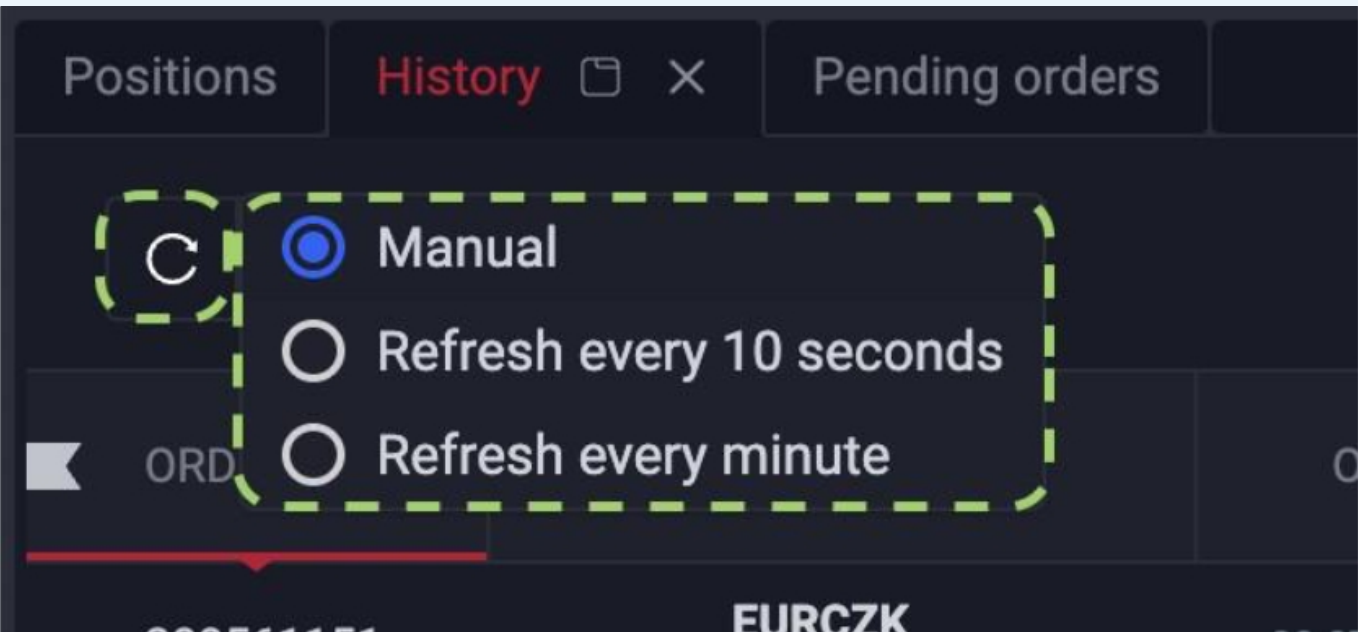 Positions History Pending orders
Manual
Refresh every 10 seconds
Refresh every minute
EURCZK